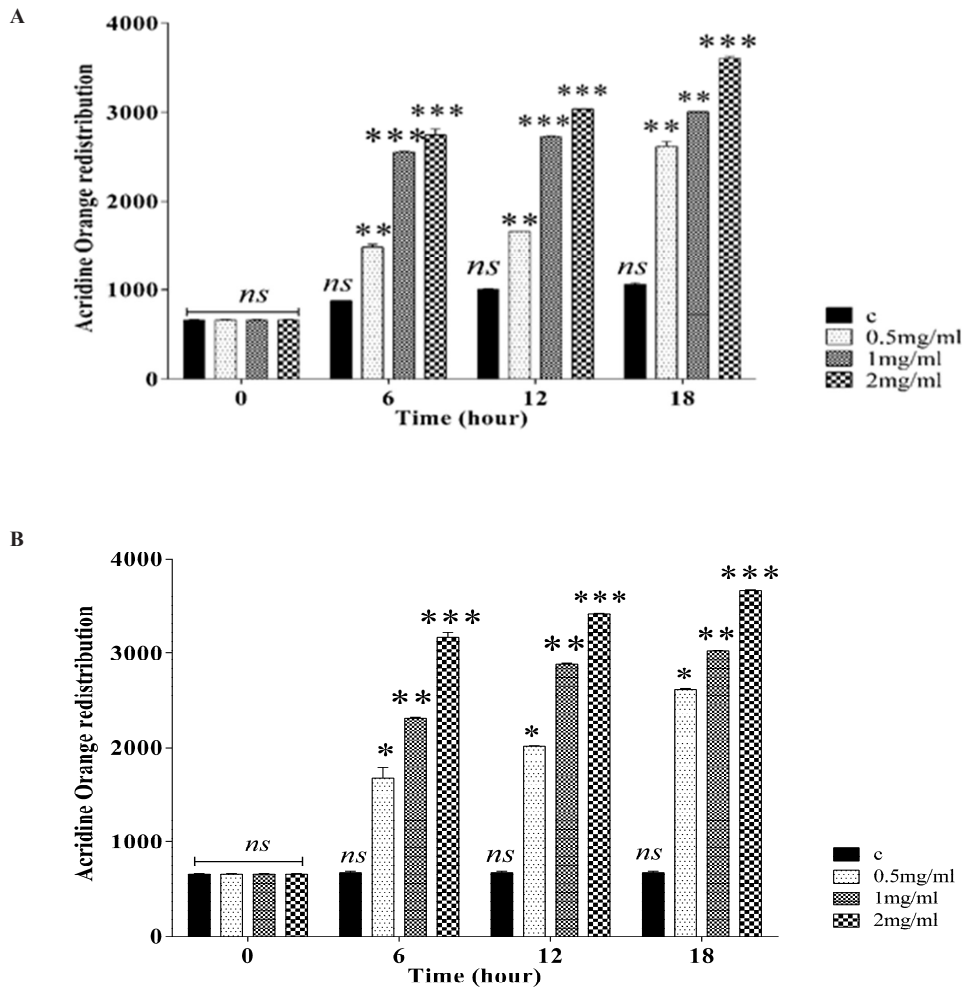 A
4000
3000
2000
1000
0
Acridine Orange redistribution
ns
ns
**
***
***
ns
**
***
***
ns
**
**
***
0 6 12 18
Time (hour)
c
0.5mg/ml
1mg/ml
2mg/ml
B
4000
3000
2000
1000
0
Acridine Orange redistribution
ns
ns
*
**
***
ns
*
**
***
ns
*
**
***
0 6 12 18
Time (hour)
c
0.5mg/ml
1mg/ml
2mg/ml